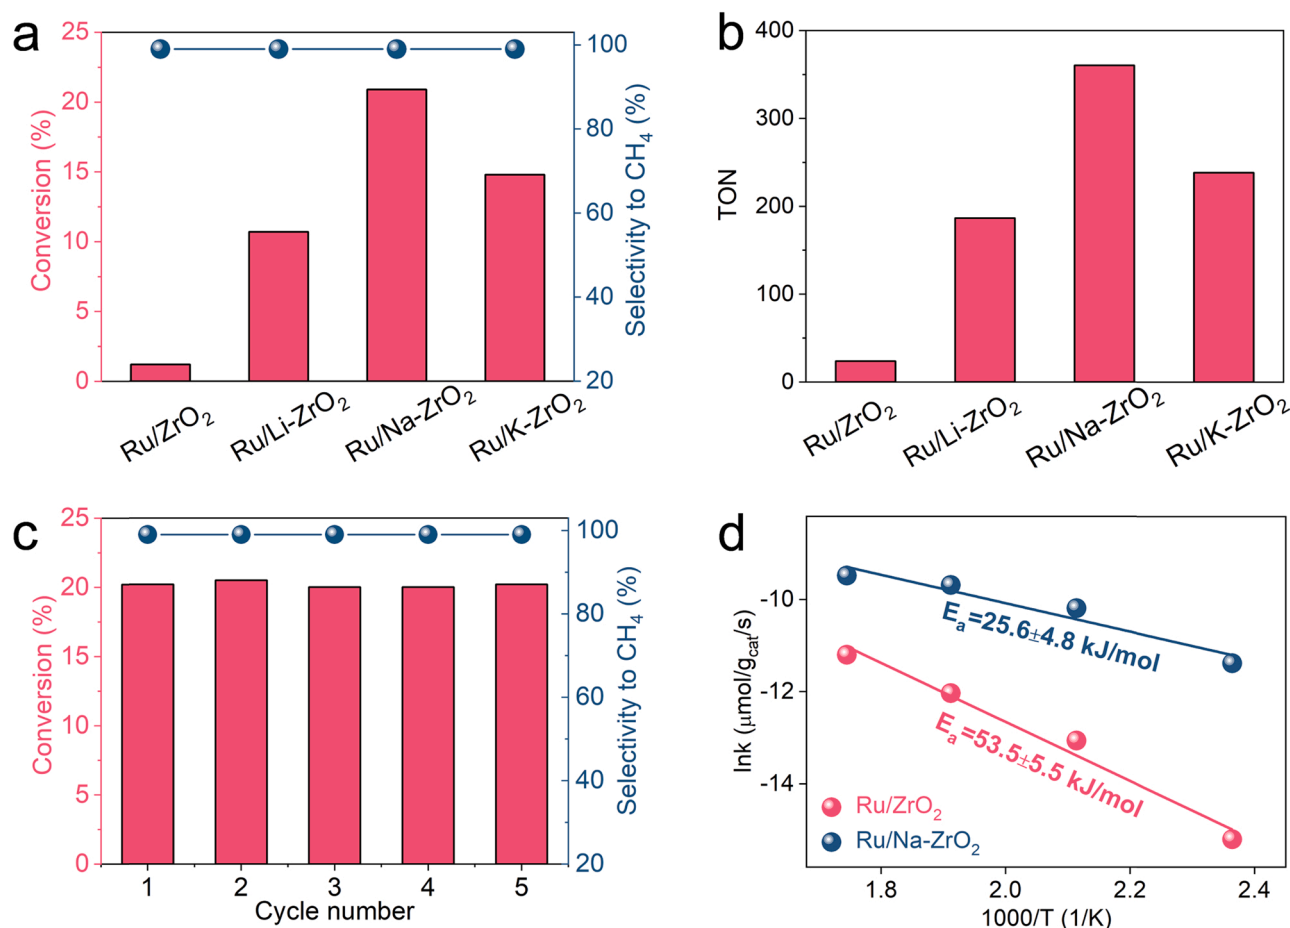 a
25
20
15
10
5
0
Conversion (%)
100
80
60
40
20
Selectivity to CH₄ (%)
Ru/ZrO₂
Ru/Li-ZrO₂
Ru/Na-ZrO₂
Ru/K-ZrO₂
b
400
300
200
100
0
TON
Ru/ZrO₂
Ru/Li-ZrO₂
Ru/Na-ZrO₂
Ru/K-ZrO₂
c
25
20
15
10
5
0
Conversion (%)
100
80
60
40
20
Selectivity to CH₄ (%)
1 2 3 4 5
Cycle number
d
-10
-12
-14
lnk (μmol/g_cat/s)
Eₐ=25.6±4.8 kJ/mol
Eₐ=53.5±5.5 kJ/mol
Ru/ZrO₂
Ru/Na-ZrO₂
1.8 2.0 2.2 2.4
1000/T (1/K)